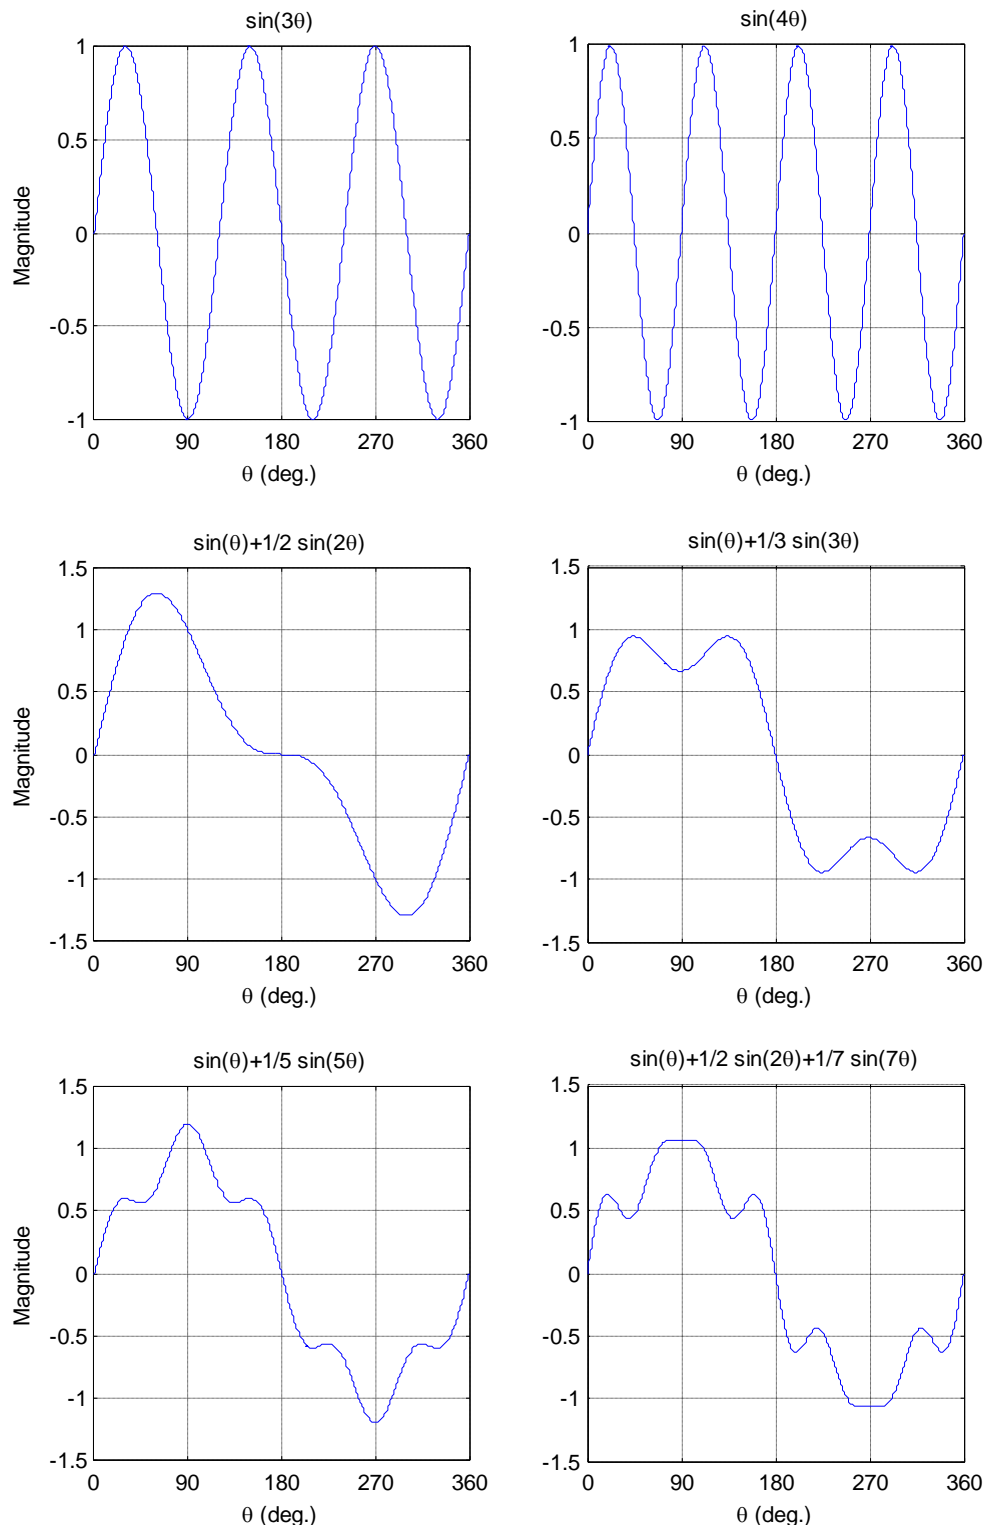 sin(3θ)
1
0.5
0
-0.5
-1
Magnitude
0 90 180 270 360
θ (deg.)
sin(4θ)
1
0.5
0
-0.5
-1
0 90 180 270 360
θ (deg.)
sin(θ)+1/2 sin(2θ)
1.5
1
0.5
0
-0.5
-1
-1.5
Magnitude
0 90 180 270 360
θ (deg.)
sin(θ)+1/3 sin(3θ)
1.5
1
0.5
0
-0.5
-1
-1.5
0 90 180 270 360
θ (deg.)
sin(θ)+1/5 sin(5θ)
1.5
1
0.5
0
-0.5
-1
-1.5
Magnitude
0 90 180 270 360
θ (deg.)
sin(θ)+1/2 sin(2θ)+1/7 sin(7θ)
1.5
1
0.5
0
-0.5
-1
-1.5
0 90 180 270 360
θ (deg.)